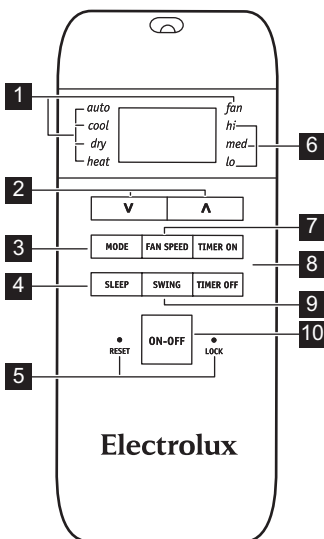 1
auto
fan
cool
hi
dry
med
6
heat
lo
2
V
Λ
7
3
MODE
FAN SPEED
TIMER ON
8
4
SLEEP
SWING
TIMER OFF
9
10
ON-OFF
RESET
LOCK
5
Electrolux